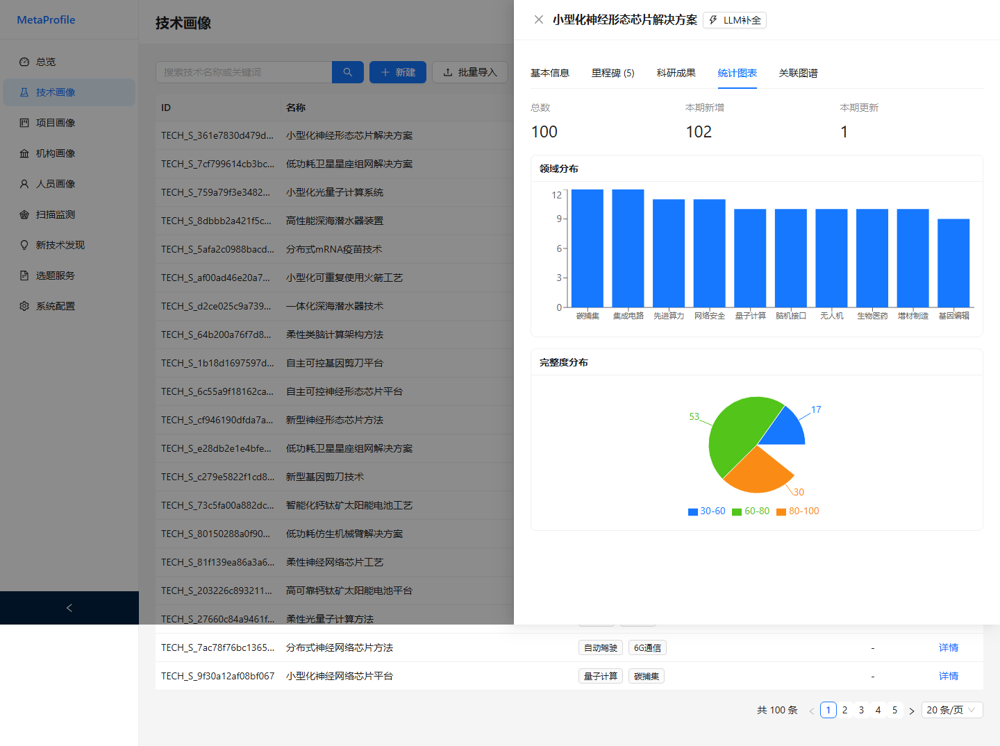 MetaProfile
总览
技术画像
项目画像
机构画像
人员画像
扫描监测
新技术发现
选题服务
系统配置
技术画像
搜索技术名称或关键词
新建
批量导入
ID 名称
TECH_S_361e7830d479d... 小型化神经形态芯片解决方案
TECH_S_7cf799614cb3bc... 低功耗卫星星座组网解决方案
TECH_S_759a79f3e3482... 小型化光量子计算系统
TECH_S_8dbbb2a421f5c... 高性能深海潜水器装置
TECH_S_5afa2c0988bacd... 分布式mRNA疫苗技术
TECH_S_af00ad46e20a7... 小型化可重复使用火箭工艺
TECH_S_d2ce025c9a739... 一体化深海潜水器技术
TECH_S_64b200a76f7d8... 柔性类脑计算架构方法
TECH_S_1b18d1697597d... 自主可控基因剪刀平台
TECH_S_6c55a9f18162ca... 自主可控神经形态芯片平台
TECH_S_cf946190dfda7a... 新型神经形态芯片方法
TECH_S_e28db2e1e4bfe... 低功耗卫星星座组网解决方案
TECH_S_c279e5822f1cd8... 新型基因剪刀技术
TECH_S_73c5fa00a882dc... 智能化钙钛矿太阳能电池工艺
TECH_S_80150288a0f90... 低功耗仿生机械臂解决方案
TECH_S_81f139ea86a3a6... 柔性神经网络芯片工艺
TECH_S_203226c893211... 高可靠钙钛矿太阳能电池平台
TECH_S_27660c84a9461f... 柔性光量子计算方法
TECH_S_7ac78f76bc1365... 分布式神经网络芯片方法 自动驾驶 6G通信 - 详情
TECH_S_9f30a12af08bf067 小型化神经网络芯片平台 量子计算 碳捕集 - 详情
共 100 条 1 2 3 4 5 20 条/页
小型化神经形态芯片解决方案 LLM补全
基本信息 里程碑 (5) 科研成果 统计图表 关联图谱
总数 本期新增 本期更新
100 102 1
领域分布
12
9
6
3
0
碳捕集 集成电路 先进算力 网络安全 量子计算 脑机接口 无人机 生物医药 增材制造 基因编辑
完整度分布
17
53
30
30-60 60-80 80-100